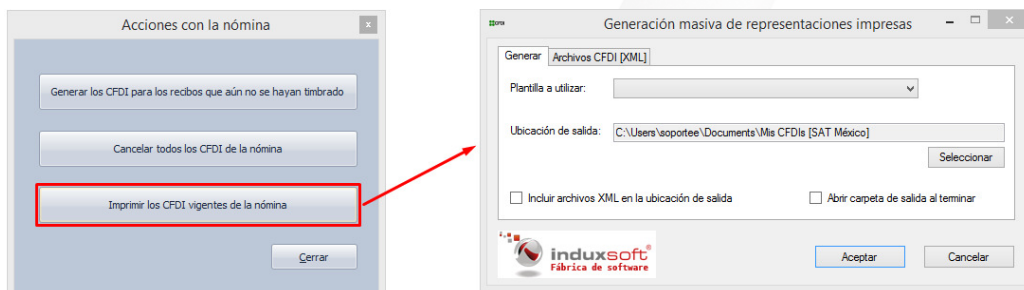 Acciones con la nómina
x
Generar los CFDI para los recibos que aún no se hayan timbrado
Cancelar todos los CFDI de la nómina
Imprimir los CFDI vigentes de la nómina
Cerrar
Generación masiva de representaciones impresas
Generar
Archivos CFDI [XML]
Plantilla a utilizar:
Ubicación de salida:
C:\Users\soportee\Documents\Mis CFDIs [SAT México]
Seleccionar
Incluir archivos XML en la ubicación de salida
Abrir carpeta de salida al terminar
induxsoft
Fábrica de software
Aceptar
Cancelar